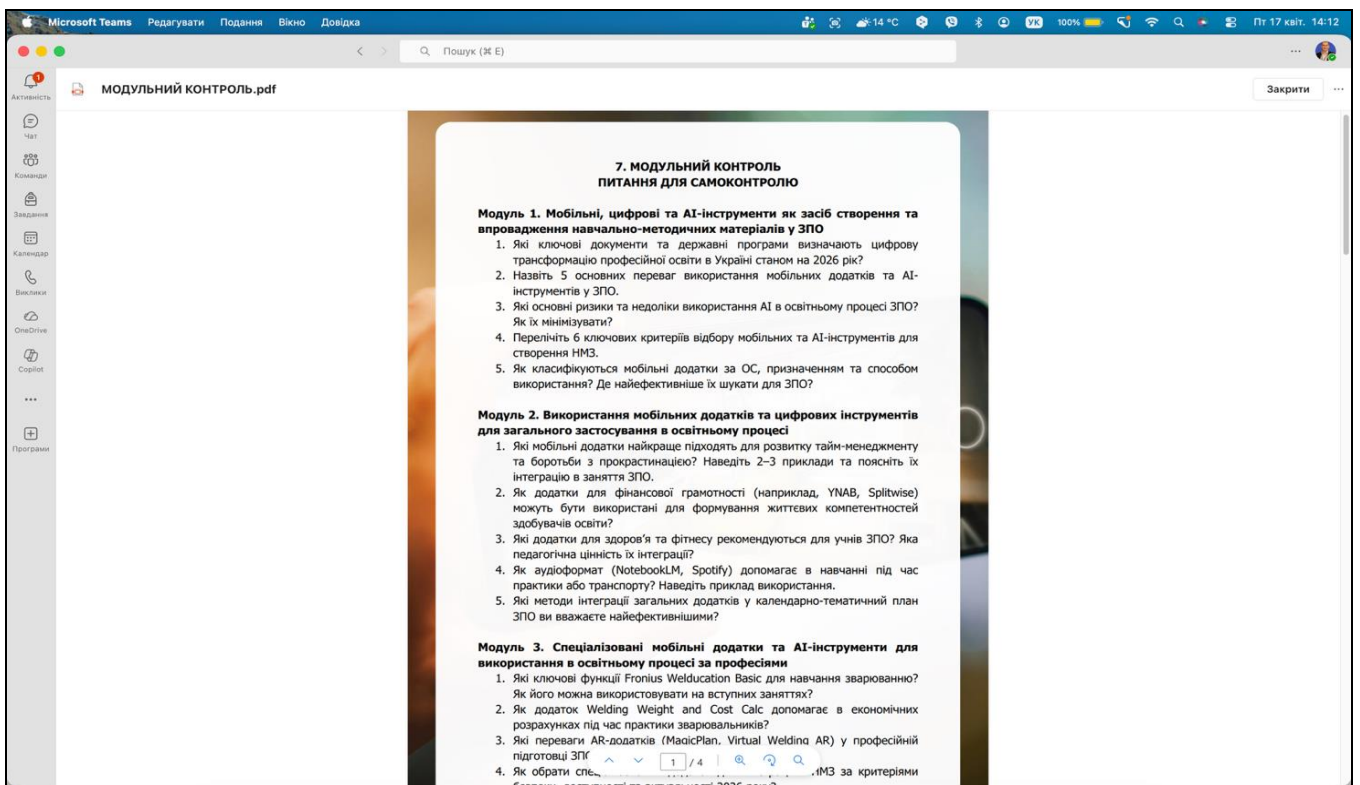 Microsoft Teams Редагувати Подання Вікно Довідка
14 °C УК 100% Пт 17 квіт. 14:12
Пошук (⌘ E)
Активність
Чат
Команди
Завдання
Календар
Виклики
OneDrive
Copilot
Програми
МОДУЛЬНИЙ КОНТРОЛЬ.pdf
Закрити
7. МОДУЛЬНИЙ КОНТРОЛЬ
ПИТАННЯ ДЛЯ САМОКОНТРОЛЮ
Модуль 1. Мобільні, цифрові та AI-інструменти як засіб створення та
впровадження навчально-методичних матеріалів у ЗПО
1. Які ключові документи та державні програми визначають цифрову
трансформацію професійної освіти в Україні станом на 2026 рік?
2. Назвіть 5 основних переваг використання мобільних додатків та AI-
інструментів у ЗПО.
3. Які основні ризики та недоліки використання AI в освітньому процесі ЗПО?
Як їх мінімізувати?
4. Перелічіть 6 ключових критеріїв відбору мобільних та AI-інструментів для
створення НМЗ.
5. Як класифікуються мобільні додатки за ОС, призначенням та способом
використання? Де найефективніше їх шукати для ЗПО?
Модуль 2. Використання мобільних додатків та цифрових інструментів
для загального застосування в освітньому процесі
1. Які мобільні додатки найкраще підходять для розвитку тайм-менеджменту
та боротьби з прокрастинацією? Наведіть 2–3 приклади та поясніть їх
інтеграцію в заняття ЗПО.
2. Як додатки для фінансової грамотності (наприклад, YNAB, Splitwise)
можуть бути використані для формування життєвих компетентностей
здобувачів освіти?
3. Які додатки для здоров’я та фітнесу рекомендуються для учнів ЗПО? Яка
педагогічна цінність їх інтеграції?
4. Як аудіоформат (NotebookLM, Spotify) допомагає в навчанні під час
практики або транспорту? Наведіть приклад використання.
5. Які методи інтеграції загальних додатків у календарно-тематичний план
ЗПО ви вважаєте найефективнішими?
Модуль 3. Спеціалізовані мобільні додатки та AI-інструменти для
використання в освітньому процесі за професіями
1. Які ключові функції Fronius Welducation Basic для навчання зварюванню?
Як його можна використовувати на вступних заняттях?
2. Як додаток Welding Weight and Cost Calc допомагає в економічних
розрахунках під час практики зварювальників?
3. Які переваги AR-додатків (MagicPlan, Virtual Welding AR) у професійній
підготовці
1 / 4
4. Як обрати НМЗ за критеріями